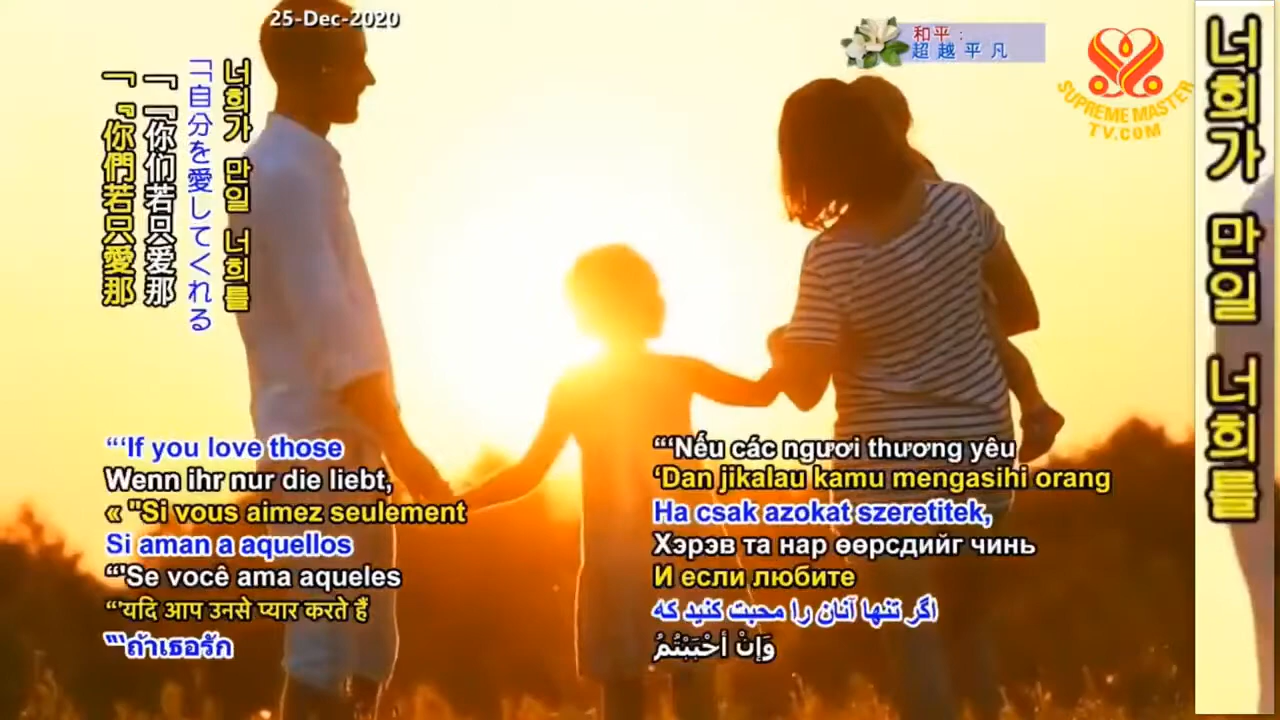 25-Dec-2020
和平：
超越平凡
SUPREME MASTER
TV.COM
너희가 만일 너희를
너희가 만일 너희를
「自分を愛してくれる
「『你们若只爱那
「『你們若只愛那
“‘If you love those
Wenn ihr nur die liebt,
« "Si vous aimez seulement
Si aman a aquellos
“'Se você ama aqueles
“'यदि आप उनसे प्यार करते हैं
"'ถ้าเธอรัก
“‘Nếu các ngươi thương yêu
‘Dan jikalau kamu mengasihi orang
Ha csak azokat szeretitek,
Хэрэв та нар өөрсдийг чинь
И если любите
اگر تنها آنان را محبت کنید که
وَإِنْ أَحْبَبْتُمُ